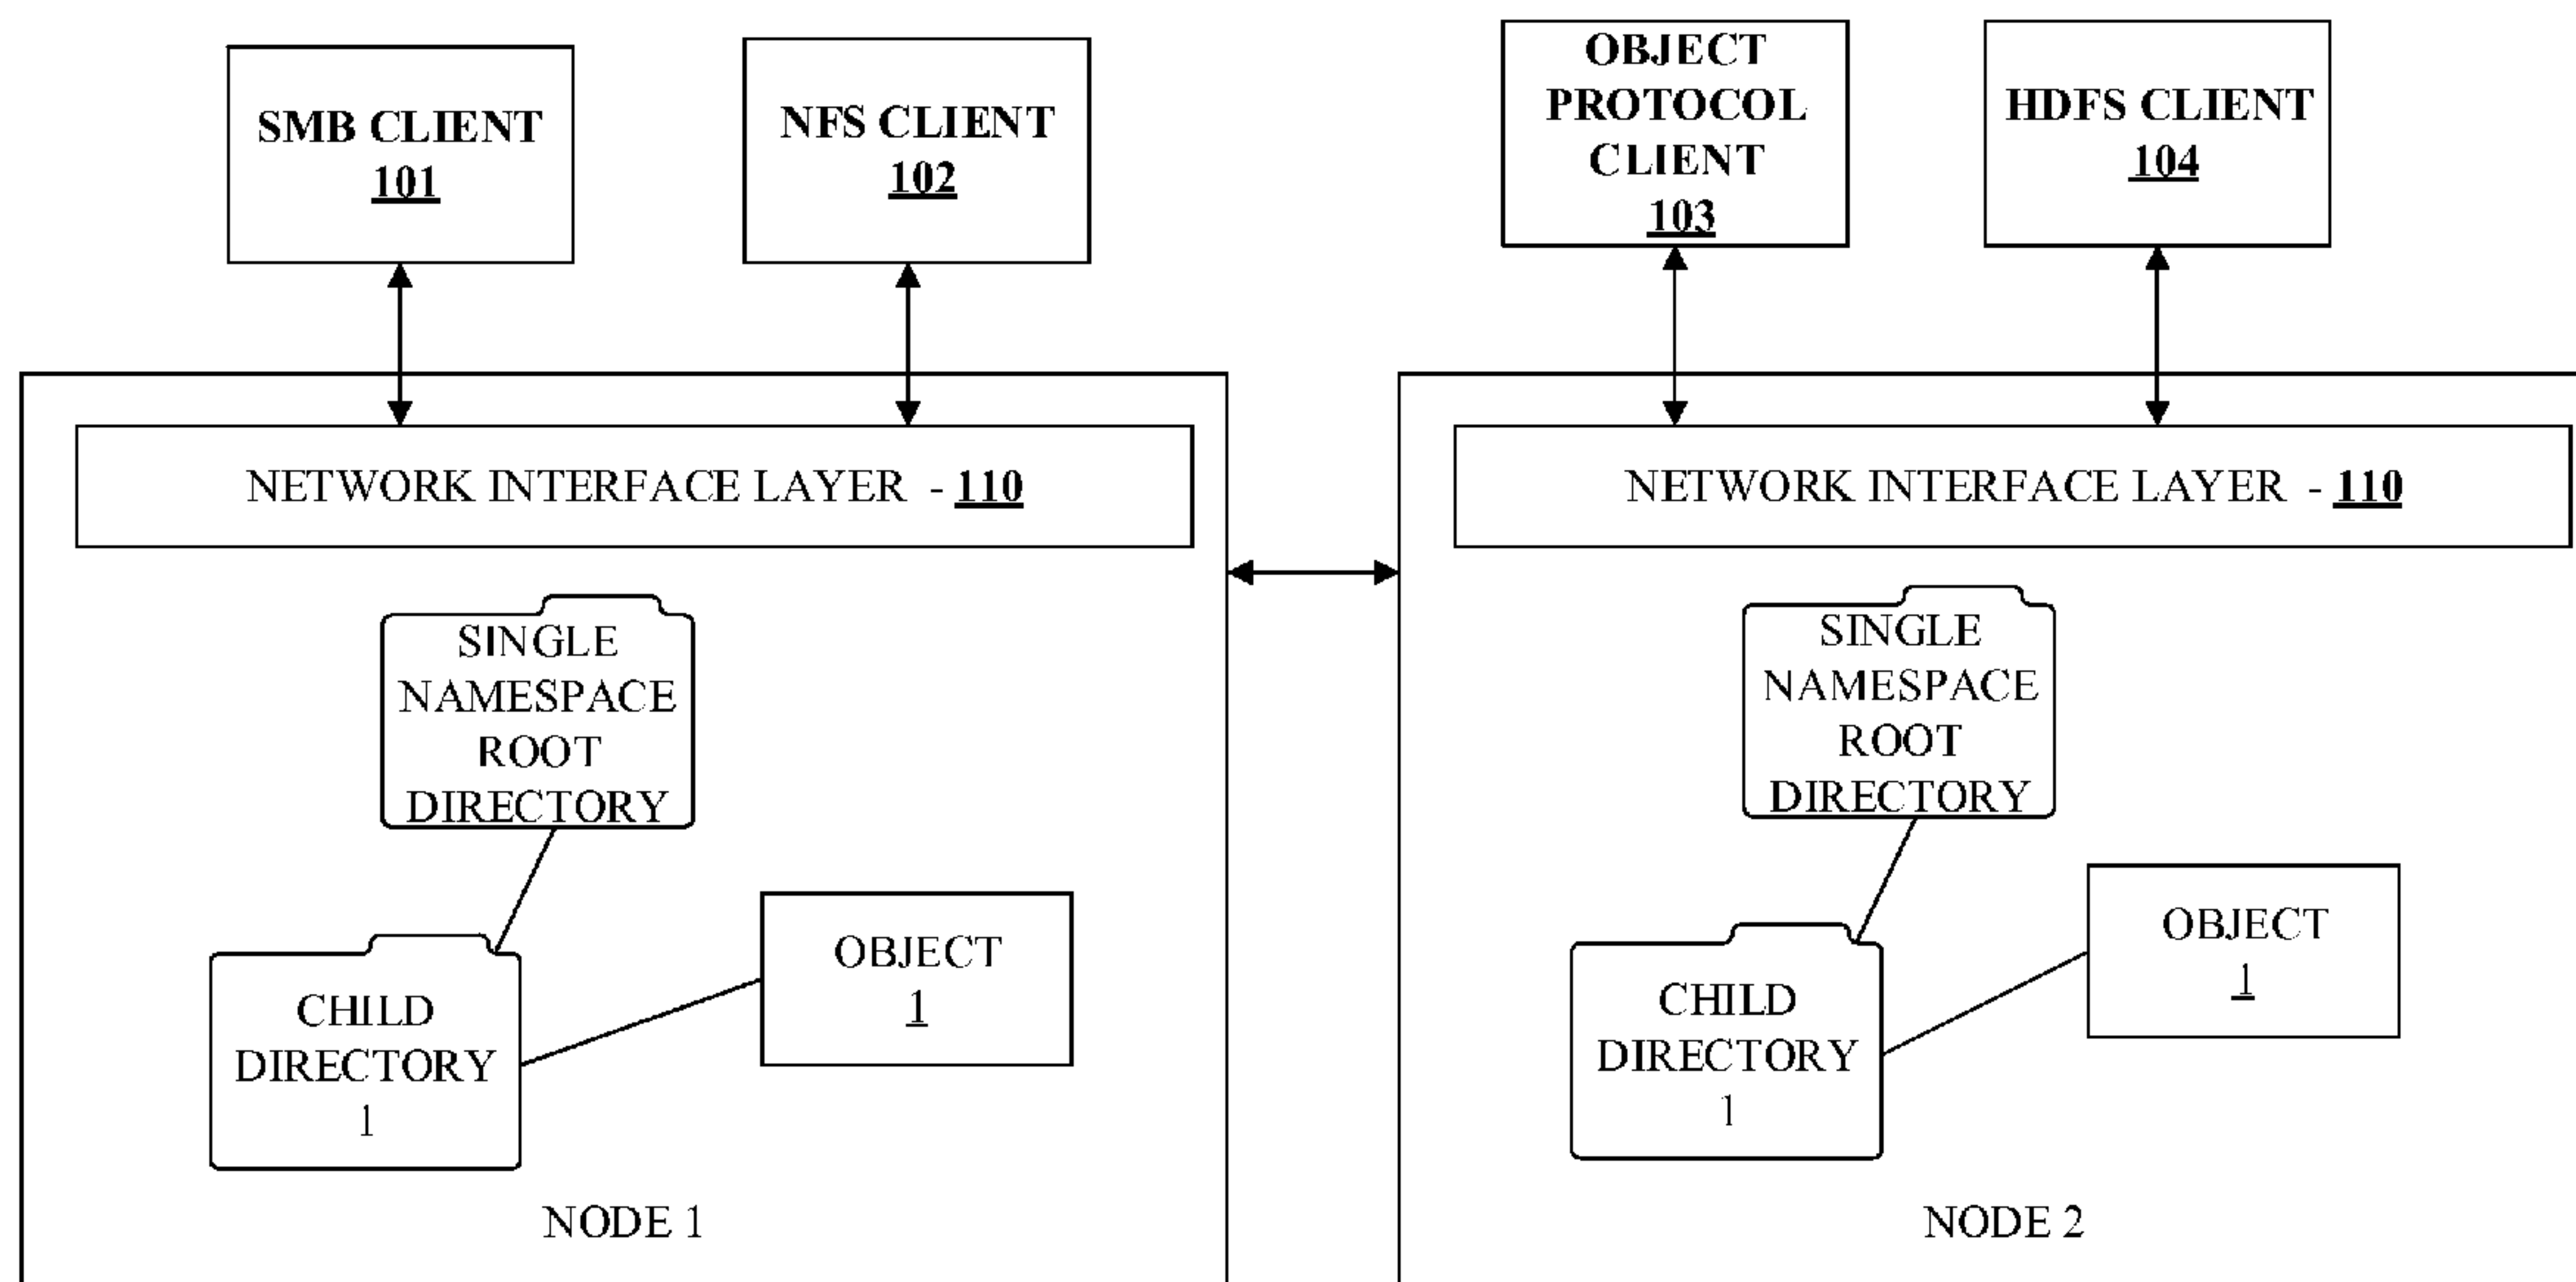 SMB CLIENT
101
NFS CLIENT
102
OBJECT
PROTOCOL
CLIENT
103
HDFS CLIENT
104
NETWORK INTERFACE LAYER - 110
NETWORK INTERFACE LAYER - 110
SINGLE
NAMESPACE
ROOT
DIRECTORY
CHILD
DIRECTORY
1
OBJECT
1
NODE 1
SINGLE
NAMESPACE
ROOT
DIRECTORY
CHILD
DIRECTORY
1
OBJECT
1
NODE 2